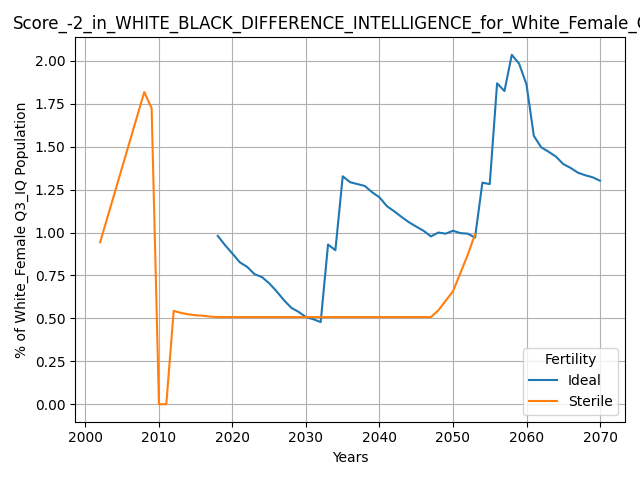 Score_-2_in_WHITE_BLACK_DIFFERENCE_INTELLIGENCE_for_White_Female_
% of White_Female Q3_IQ Population
2.00
1.75
1.50
1.25
1.00
0.75
0.50
0.25
0.00
2000 2010 2020 2030 2040 2050 2060 2070
Years
Fertility
Ideal
Sterile